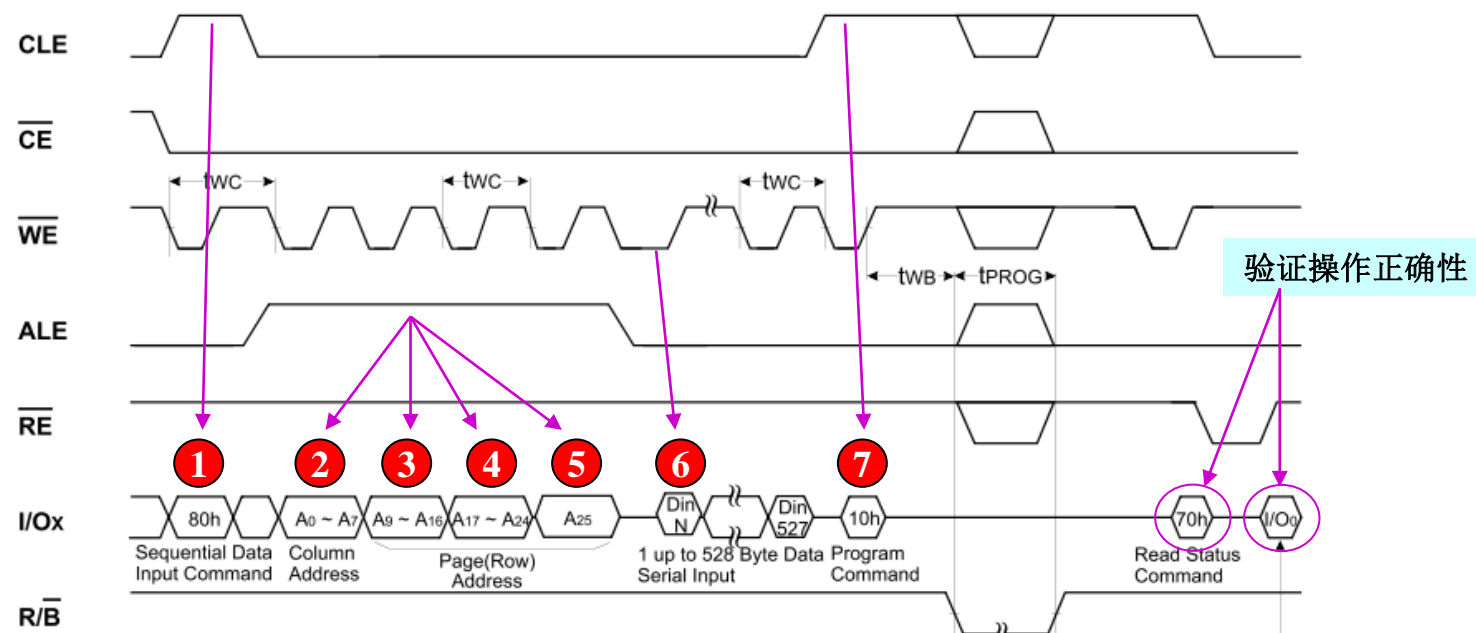 CLE
CE
tWC
tWC
tWC
WE
验证操作正确性
tWB
tPROG
ALE
RE
1
2
3
4
5
6
7
I/Ox
80h
A0 ~ A7
A9 ~ A16
A17 ~ A24
A25
Din
N
Din
527
10h
70h
I/O0
Sequential Data
Input Command
Column
Address
Page(Row)
Address
1 up to 528 Byte Data
Serial Input
Program
Command
Read Status
Command
R/B